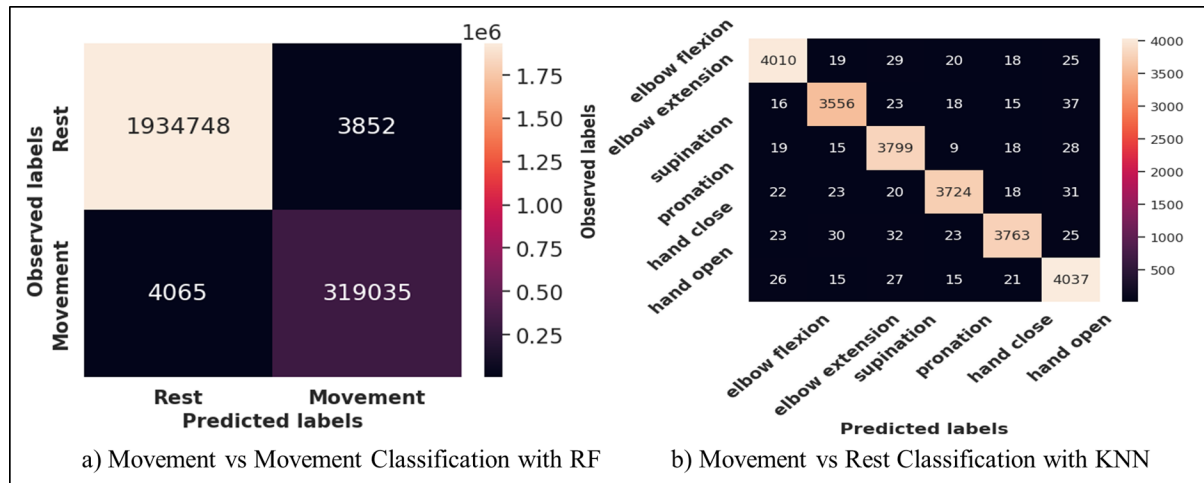 1e6
Observed labels
Rest
Movement
1934748 3852
4065 319035
1.75
1.50
1.25
1.00
0.75
0.50
0.25
Rest Movement
Predicted labels
a) Movement vs Movement Classification with RF
Observed labels
elbow flexion
elbow extension
supination
pronation
hand close
hand open
4010 19 29 20 18 25
16 3556 23 18 15 37
19 15 3799 9 18 28
22 23 20 3724 18 31
23 30 32 23 3763 25
26 15 27 15 21 4037
4000
3500
3000
2500
2000
1500
1000
500
elbow flexion
elbow extension
supination
pronation
hand close
hand open
Predicted labels
b) Movement vs Rest Classification with KNN